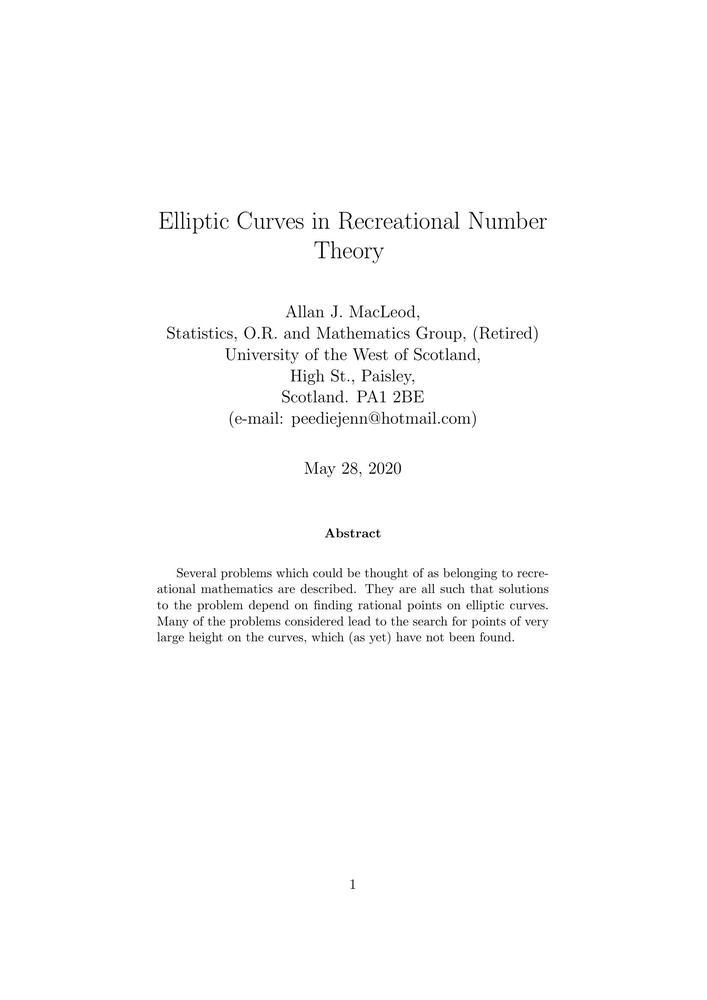 Elliptic Curves in Recreational Number
Theory
Allan J. MacLeod,
Statistics, O.R. and Mathematics Group, (Retired)
University of the West of Scotland,
High St., Paisley,
Scotland. PA1 2BE
(e-mail: peediejenn@hotmail.com)
May 28, 2020
Abstract
Several problems which could be thought of as belonging to recre-
ational mathematics are described. They are all such that solutions
to the problem depend on finding rational points on elliptic curves.
Many of the problems considered lead to the search for points of very
large height on the curves, which (as yet) have not been found.
1